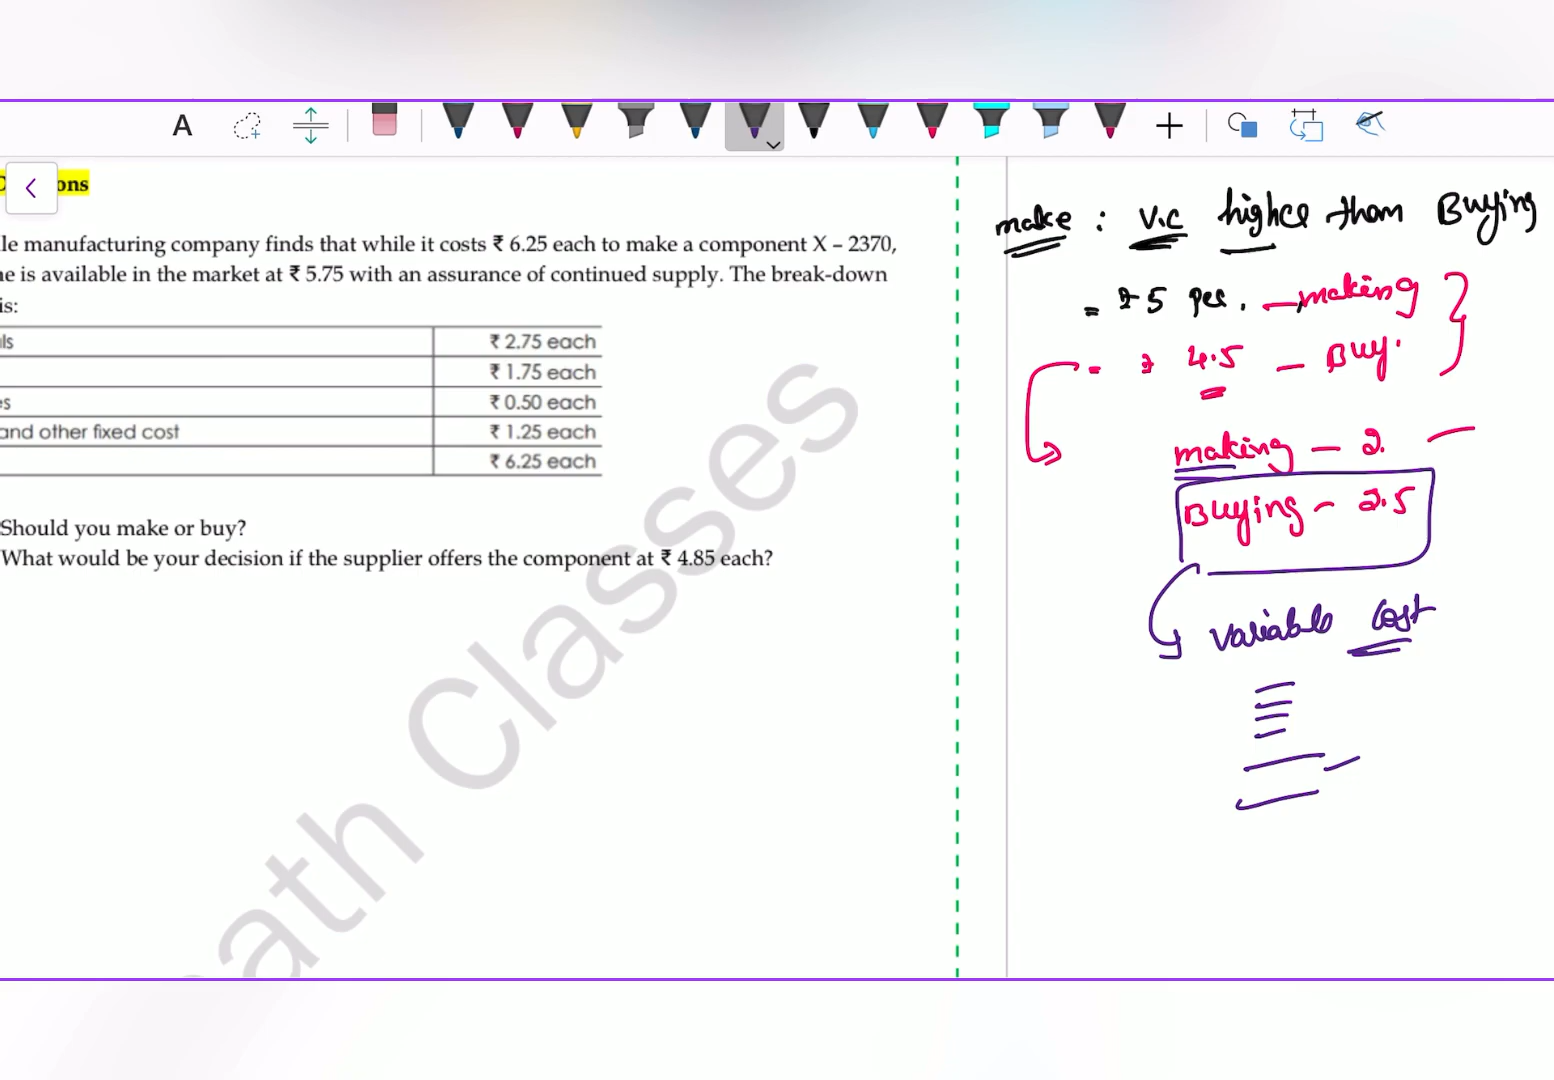 A
ons
le manufacturing company finds that while it costs ₹ 6.25 each to make a component X – 2370,
e is available in the market at ₹ 5.75 with an assurance of continued supply. The break-down
is:
ls ₹ 2.75 each
₹ 1.75 each
es ₹ 0.50 each
and other fixed cost ₹ 1.25 each
₹ 6.25 each
Should you make or buy?
What would be your decision if the supplier offers the component at ₹ 4.85 each?
ath Classes
make : V.C higher than Buying
= ₹5 per. – making
= ₹ 4.5 – Buy.
making – 2.
Buying – 2.5
Variable Cost